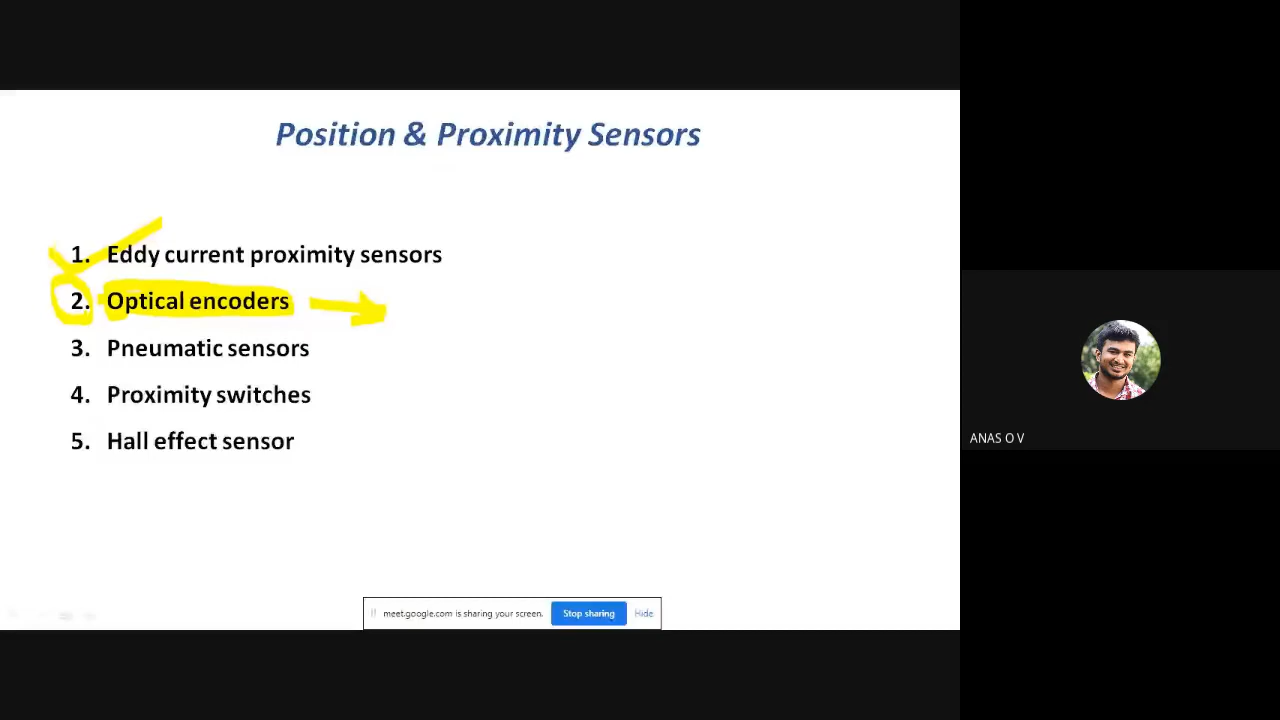 Position & Proximity Sensors
1. Eddy current proximity sensors
2. Optical encoders
3. Pneumatic sensors
4. Proximity switches
5. Hall effect sensor
ANAS O V
meet.google.com is sharing your screen. Stop sharing Hide